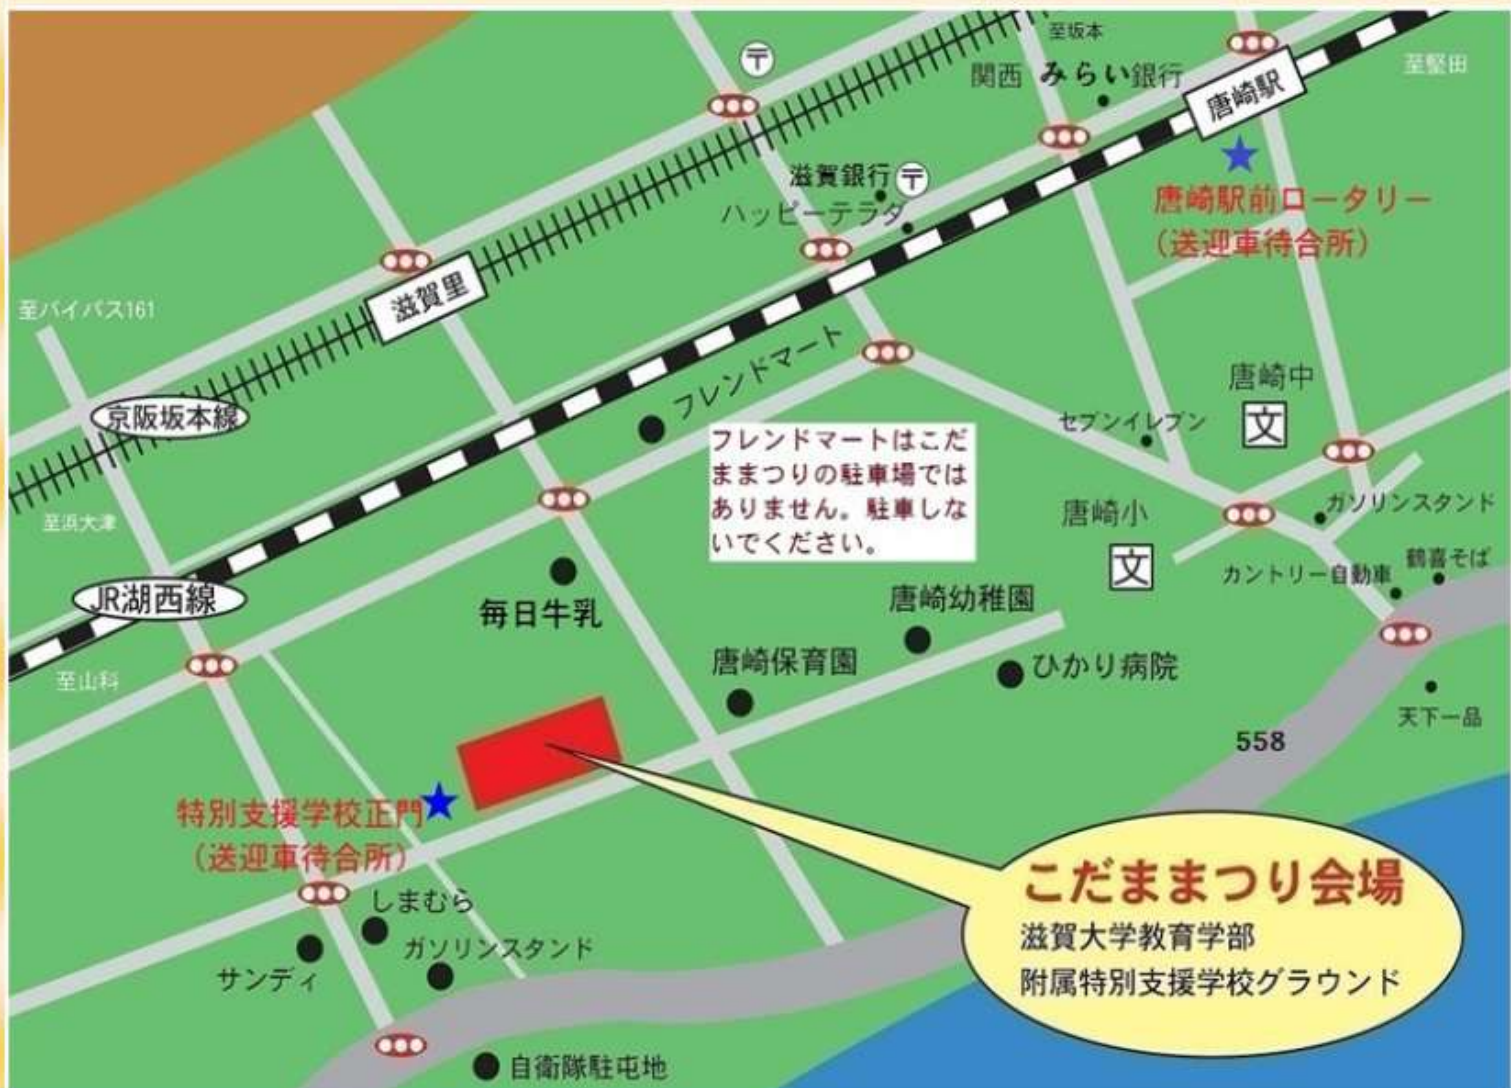 至坂本
〒
関西 みらい銀行
至堅田
唐崎駅
滋賀銀行〒
ハッピーテラダ
唐崎駅前ロータリー
（送迎車待合所）
滋賀里
至バイパス161
フレンドマート
唐崎中
文
京阪坂本線
セブンイレブン
フレンドマートはこだ
ままつりの駐車場では
ありません。駐車しな
いでください。
至浜大津
唐崎小
文
ガソリンスタンド
鶴喜そば
カントリー自動車
JR湖西線
毎日牛乳
唐崎幼稚園
唐崎保育園
ひかり病院
至山科
天下一品
558
特別支援学校正門
（送迎車待合所）
こだままつり会場
滋賀大学教育学部
附属特別支援学校グラウンド
しまむら
ガソリンスタンド
サンディ
自衛隊駐屯地